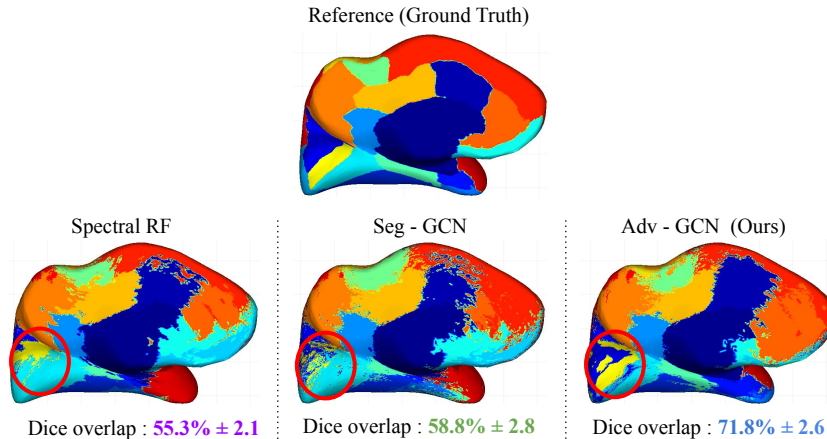 Reference (Ground Truth)
Spectral RF
Seg - GCN
Adv - GCN (Ours)
Dice overlap : 55.3% ± 2.1
Dice overlap : 58.8% ± 2.8
Dice overlap : 71.8% ± 2.6